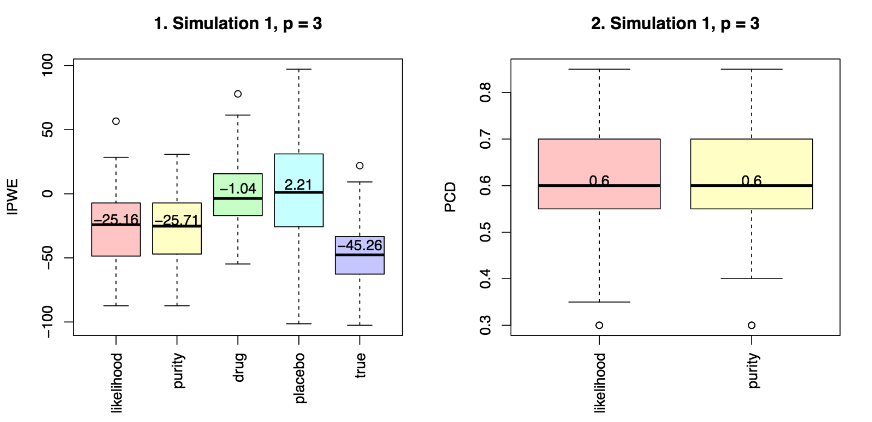 1. Simulation 1, p = 3
IPWE
100
50
0
−50
−100
−25.16
−25.71
−1.04
2.21
−45.26
likelihood
purity
drug
placebo
true
2. Simulation 1, p = 3
PCD
0.8
0.7
0.6
0.5
0.4
0.3
0.6
0.6
likelihood
purity